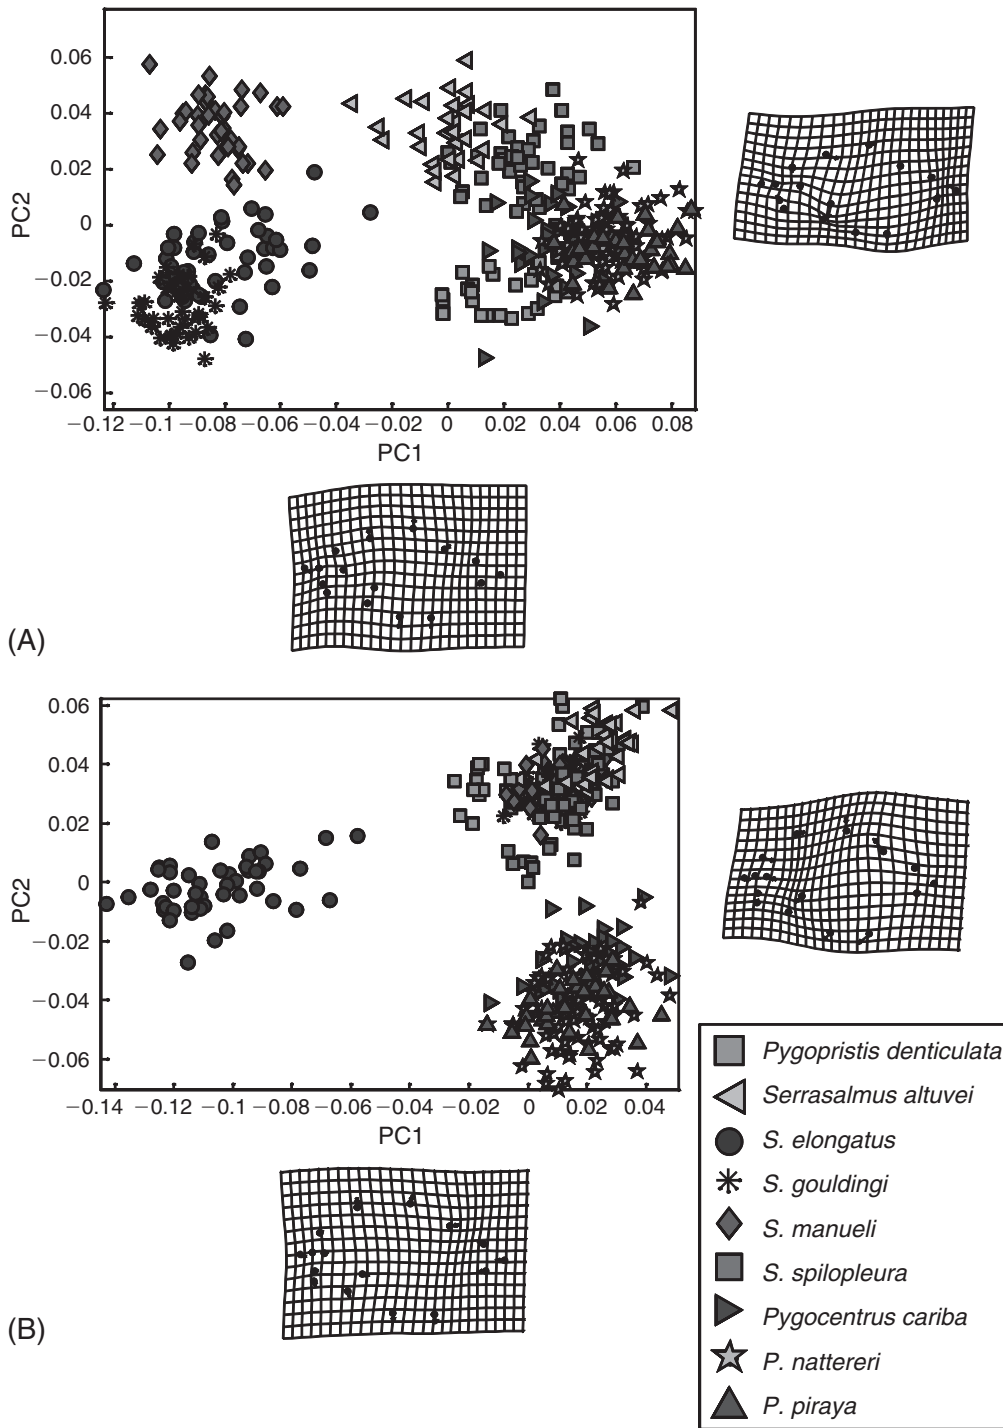 0.06
0.04
0.02
0
−0.02
−0.04
−0.06
PC2
−0.12 −0.1 −0.08 −0.06 −0.04 −0.02 0 0.02 0.04 0.06 0.08
PC1
(A)
0.06
0.04
0.02
0
−0.02
−0.04
−0.06
PC2
−0.14 −0.12 −0.1 −0.08 −0.06 −0.04 −0.02 0 0.02 0.04
PC1
(B)
Pygopristis denticulata
Serrasalmus altuvei
S. elongatus
S. gouldingi
S. manueli
S. spilopleura
Pygocentrus cariba
P. nattereri
P. piraya